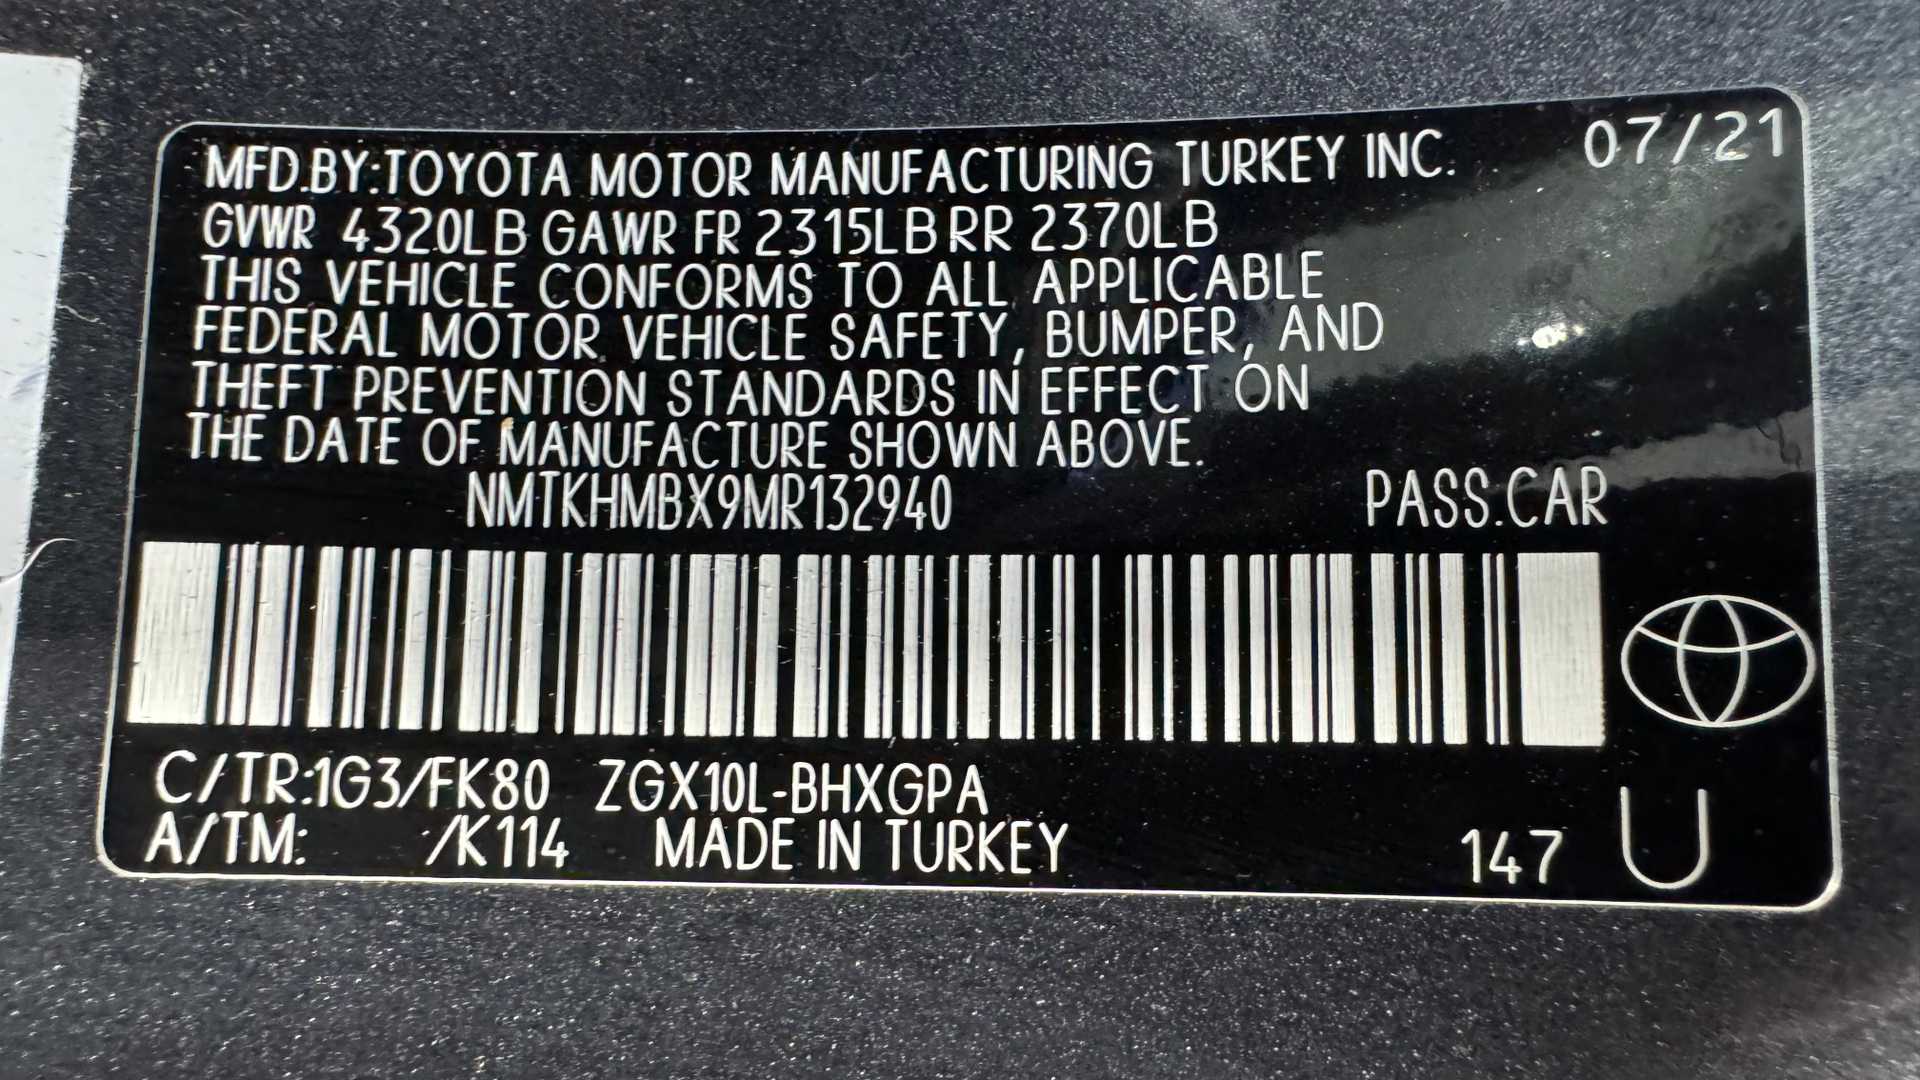 MFD.BY:TOYOTA MOTOR MANUFACTURING TURKEY INC. 07/21
GVWR 4320LB GAWR FR 2315LB RR 2370LB
THIS VEHICLE CONFORMS TO ALL APPLICABLE
FEDERAL MOTOR VEHICLE SAFETY, BUMPER, AND
THEFT PREVENTION STANDARDS IN EFFECT ON
THE DATE OF MANUFACTURE SHOWN ABOVE.
NMTKHMBX9MR132940 PASS.CAR
C/TR:1G3/FK80 ZGX10L-BHXGPA
A/TM: /K114 MADE IN TURKEY 147 U